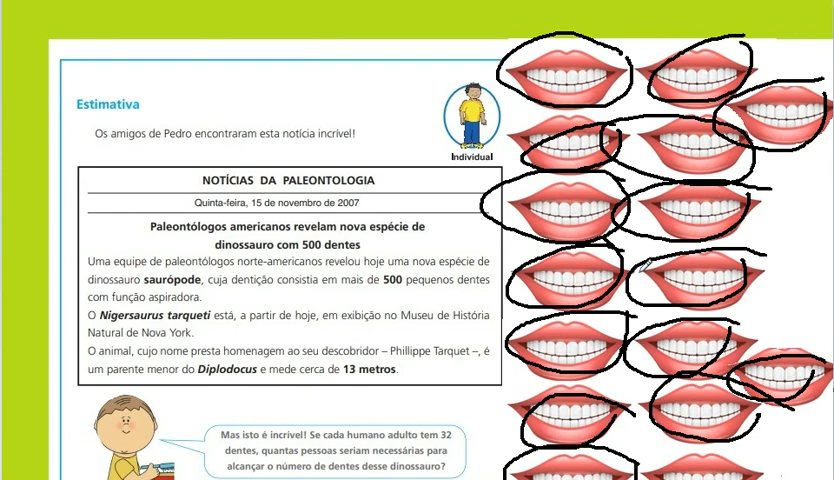 Estimativa
Os amigos de Pedro encontraram esta notícia incrível!
Individual
NOTÍCIAS DA PALEONTOLOGIA
Quinta-feira, 15 de novembro de 2007
Paleontólogos americanos revelam nova espécie de
dinossauro com 500 dentes
Uma equipe de paleontólogos norte-americanos revelou hoje uma nova espécie de
dinossauro saurópode, cuja dentição consistia em mais de 500 pequenos dentes
com função aspiradora.
O Nigersaurus tarqueti está, a partir de hoje, em exibição no Museu de História
Natural de Nova York.
O animal, cujo nome presta homenagem ao seu descobridor – Phillippe Tarquet –, é
um parente menor do Diplodocus e mede cerca de 13 metros.
Mas isto é incrível! Se cada humano adulto tem 32
dentes, quantas pessoas seriam necessárias para
alcançar o número de dentes desse dinossauro?